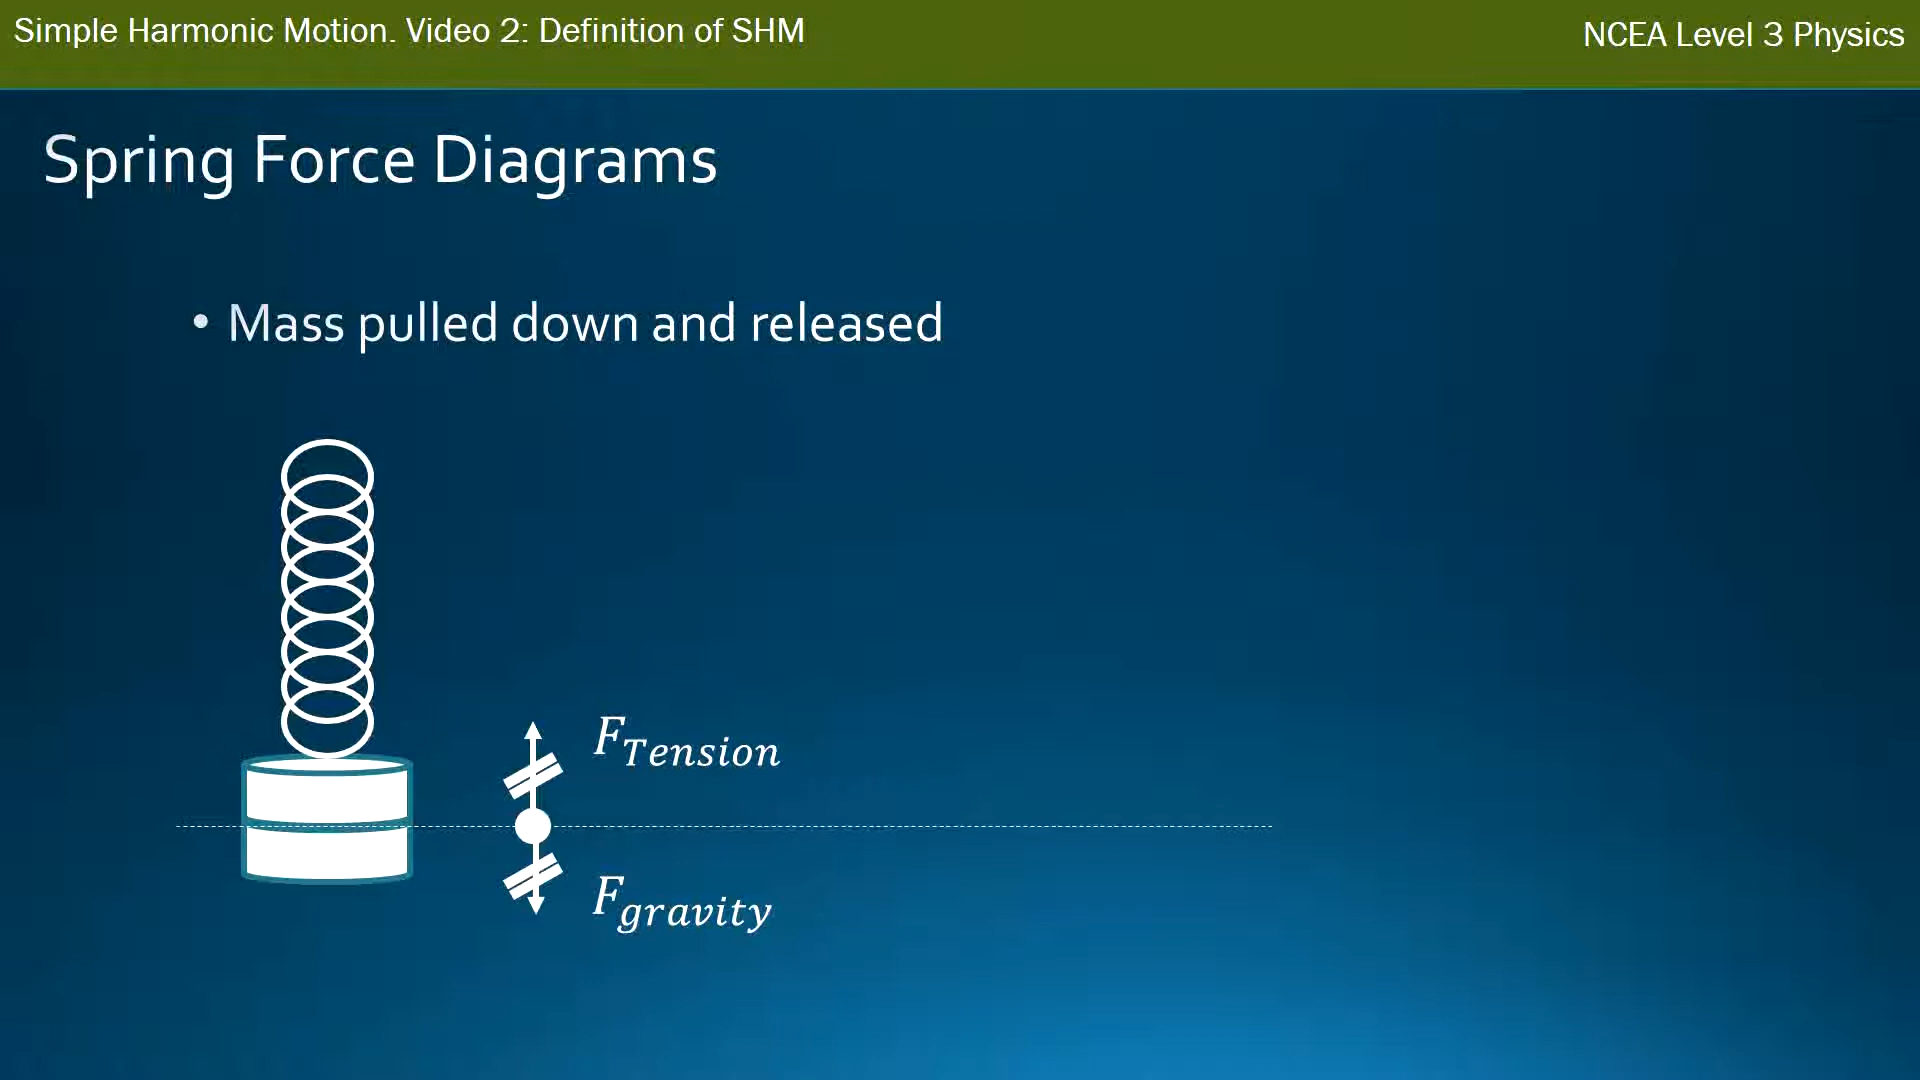 Simple Harmonic Motion. Video 2: Definition of SHM
NCEA Level 3 Physics
Spring Force Diagrams
• Mass pulled down and released
F_Tension
F_gravity